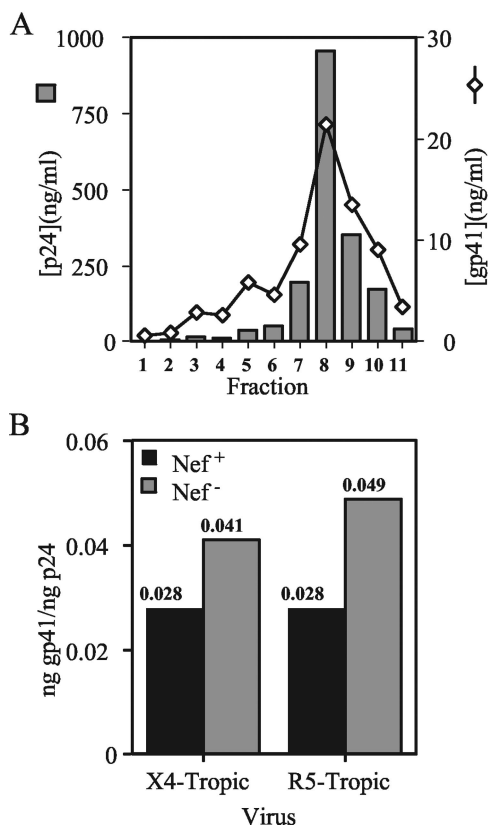 A
1000
750
500
250
0
[p24](ng/ml)
30
20
10
0
[gp41](ng/ml)
1 2 3 4 5 6 7 8 9 10 11
Fraction
B
0.06
0.04
0.02
0
ng gp41/ng p24
Nef+
Nef-
0.028
0.041
0.028
0.049
X4-Tropic R5-Tropic
Virus